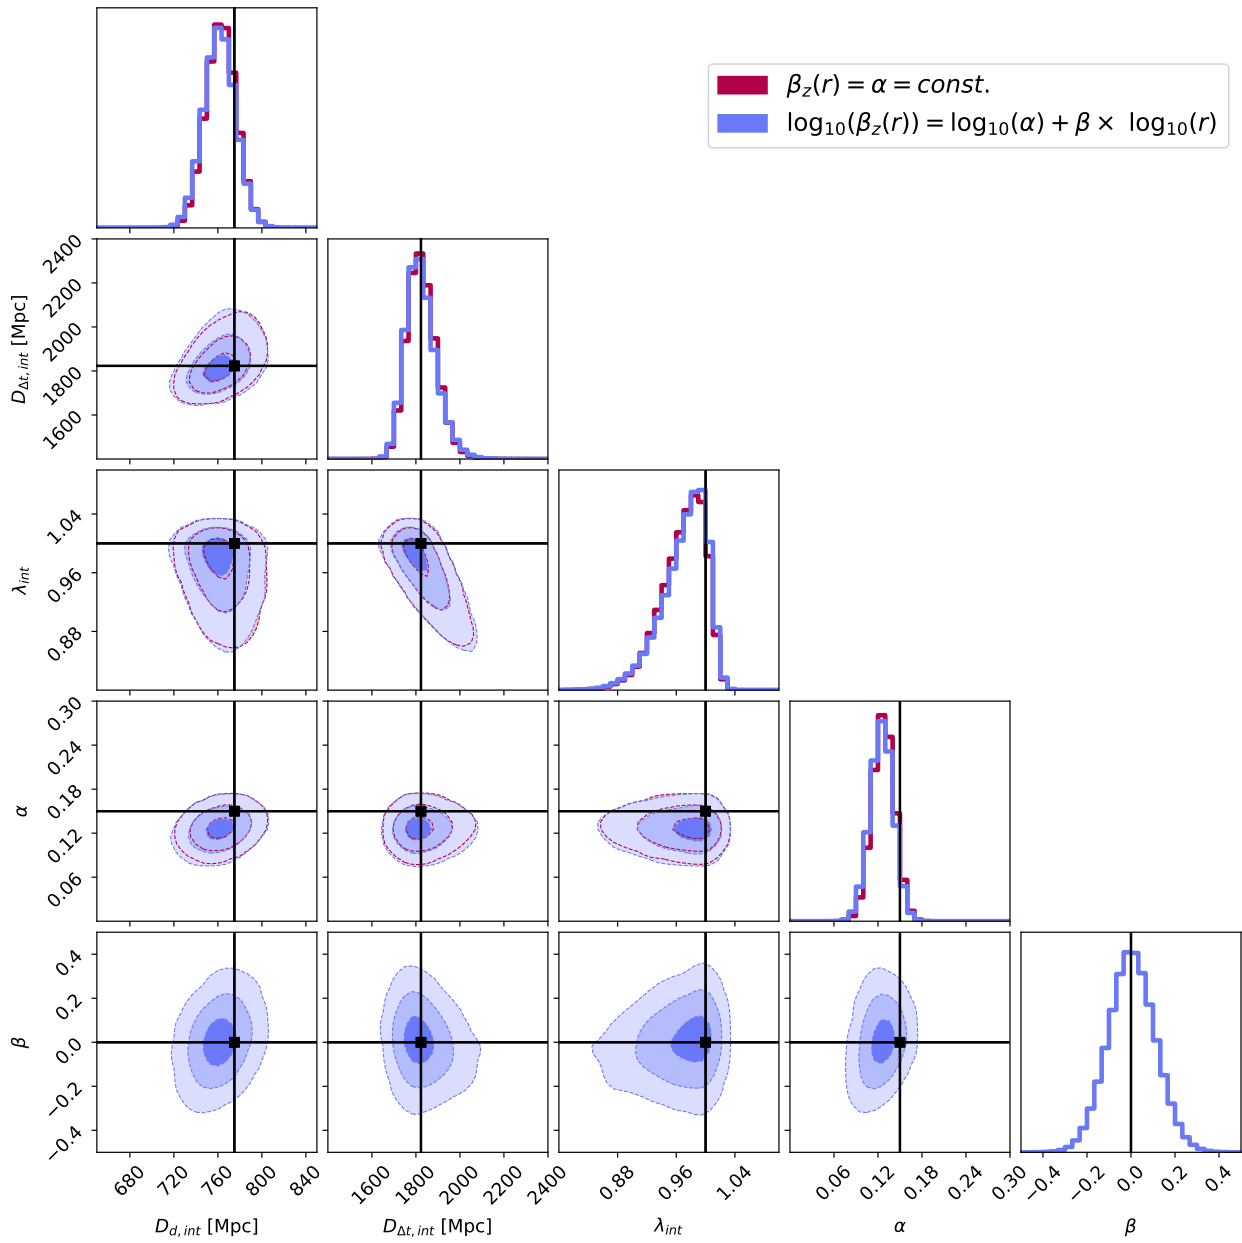 β_z(r) = α = const.
log₁₀(β_z(r)) = log₁₀(α) + β × log₁₀(r)
2400
2200
2000
1800
1600
D_Δt, int [Mpc]
1.04
0.96
0.88
λ_int
0.30
0.24
0.18
0.12
0.06
α
0.4
0.2
0.0
−0.2
−0.4
β
680 720 760 800 840
1600 1800 2000 2200 2400
0.88 0.96 1.04
0.06 0.12 0.18 0.24 0.30
−0.4 −0.2 0.0 0.2 0.4
D_d, int [Mpc]
D_Δt, int [Mpc]
λ_int
α
β